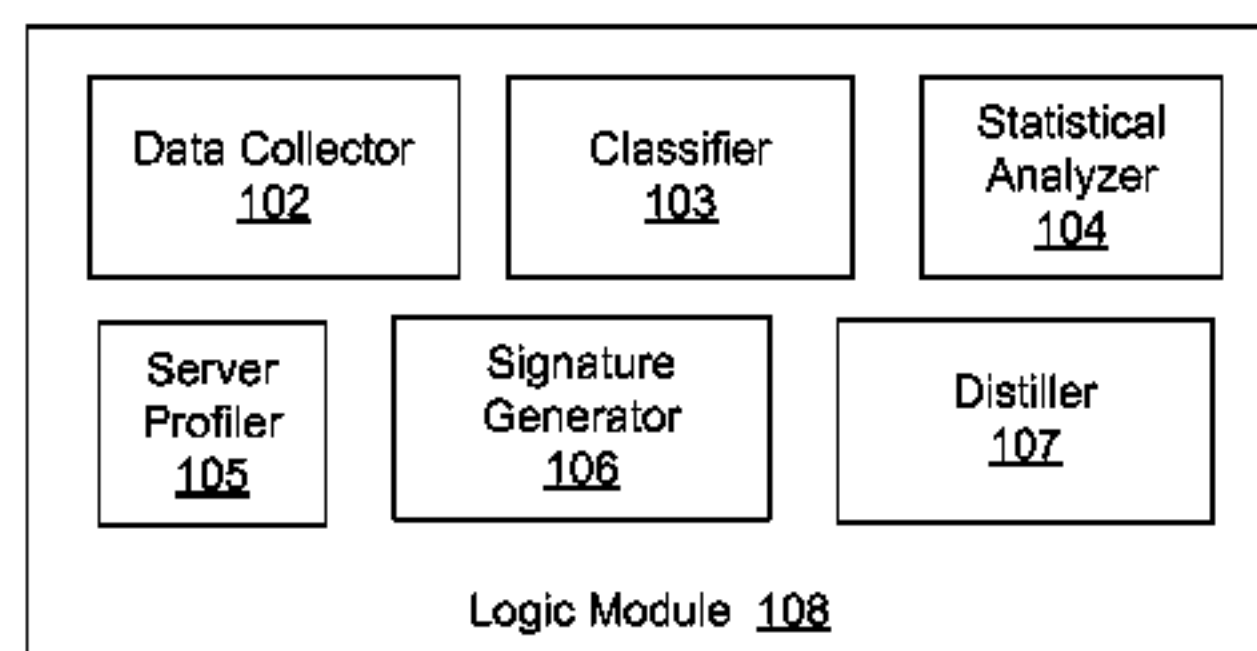 Data Collector
102
Classifier
103
Statistical
Analyzer
104
Server
Profiler
105
Signature
Generator
106
Distiller
107
Logic Module 108